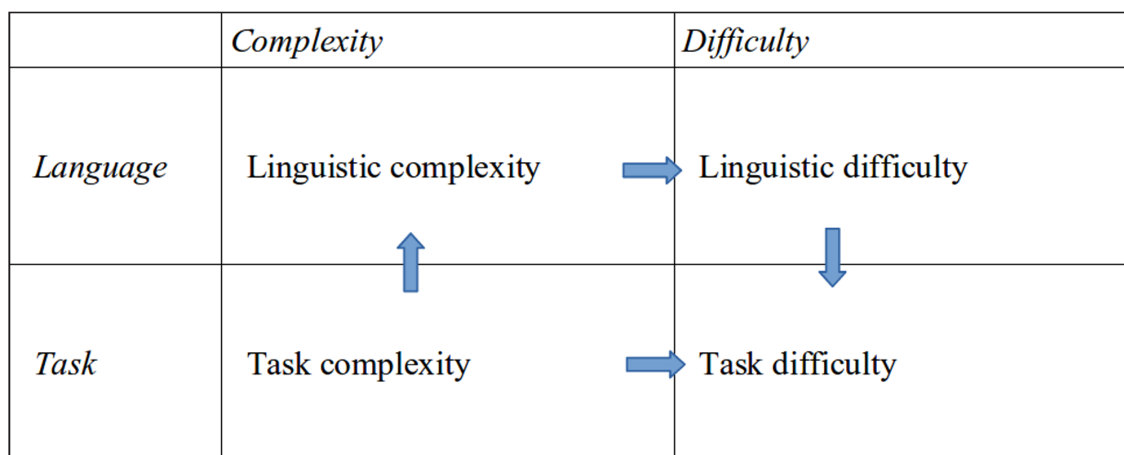 Complexity Difficulty
Language Linguistic complexity Linguistic difficulty
Task Task complexity Task difficulty